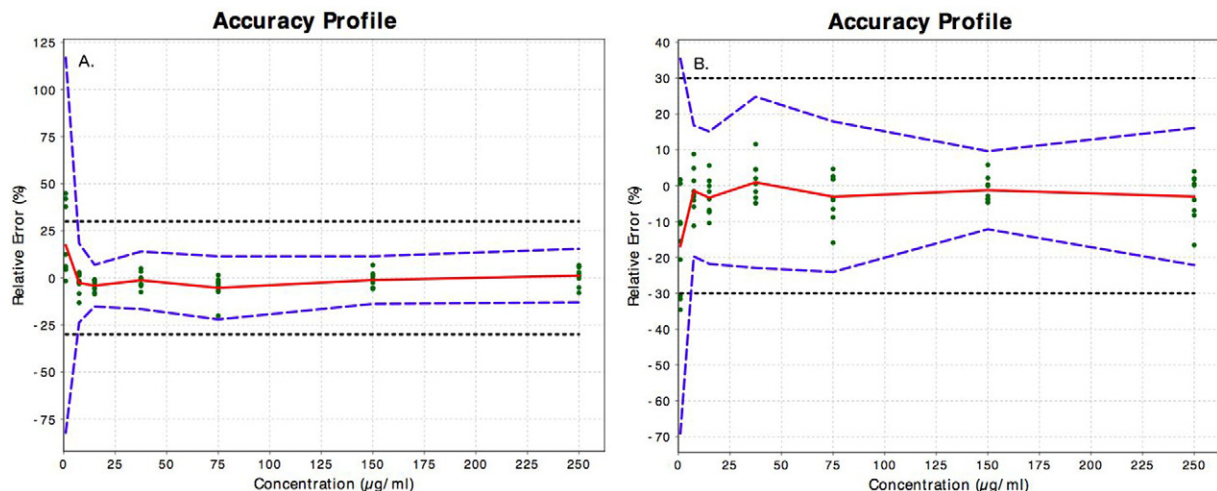 Accuracy Profile
A.
125
100
75
50
25
0
-25
-50
-75
Relative Error (%)
0 25 50 75 100 125 150 175 200 225 250
Concentration (µg/ml)
Accuracy Profile
B.
40
30
20
10
0
-10
-20
-30
-40
-50
-60
-70
Relative Error (%)
0 25 50 75 100 125 150 175 200 225 250
Concentration (µg/ml)